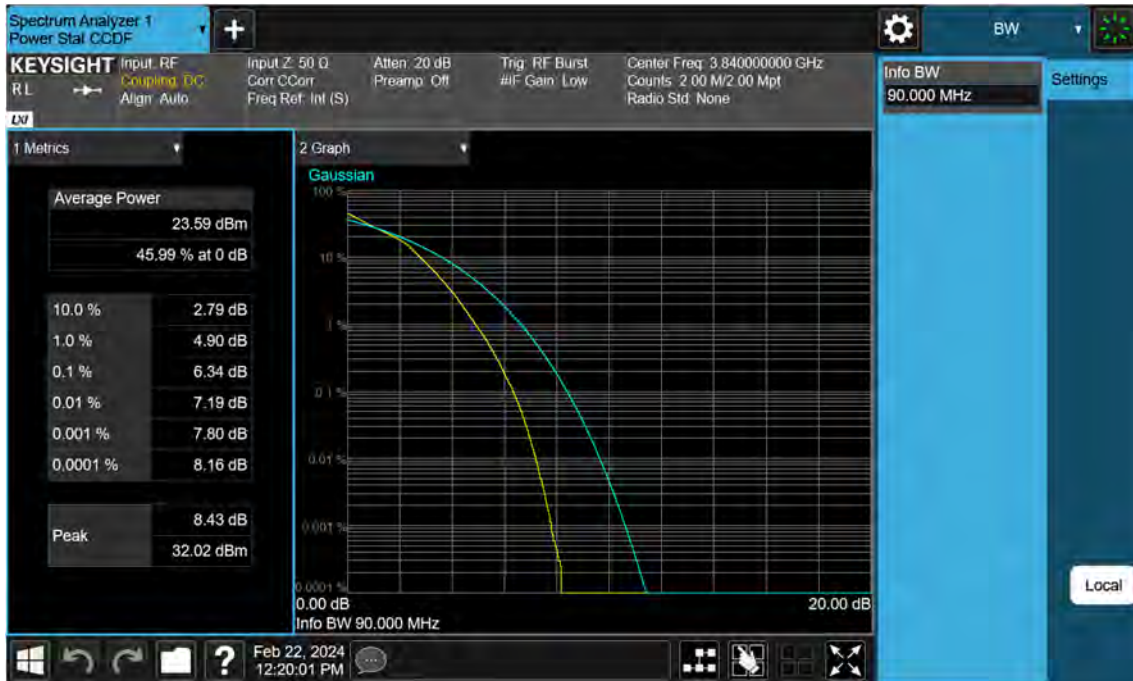 Spectrum Analyzer 1
Power Stat CCDF
BW
KEYSIGHT
RL
LXI
Input: RF
Coupling: DC
Align: Auto
Input Z: 50 Ω
Corr CCorr
Freq Ref: Int (S)
Atten: 20 dB
Preamp: Off
Trig: RF Burst
#IF Gain: Low
Center Freq: 3.840000000 GHz
Counts: 2.00 M/2.00 Mpt
Radio Std: None
Info BW
90.000 MHz
Settings
1 Metrics
Average Power
23.59 dBm
45.99 % at 0 dB
10.0 % 2.79 dB
1.0 % 4.90 dB
0.1 % 6.34 dB
0.01 % 7.19 dB
0.001 % 7.80 dB
0.0001 % 8.16 dB
Peak
8.43 dB
32.02 dBm
2 Graph
Gaussian
100 %
10 %
1 %
0.1 %
0.01 %
0.001 %
0.0001 %
0.00 dB 20.00 dB
Info BW 90.000 MHz
Local
?
Feb 22, 2024
12:20:01 PM